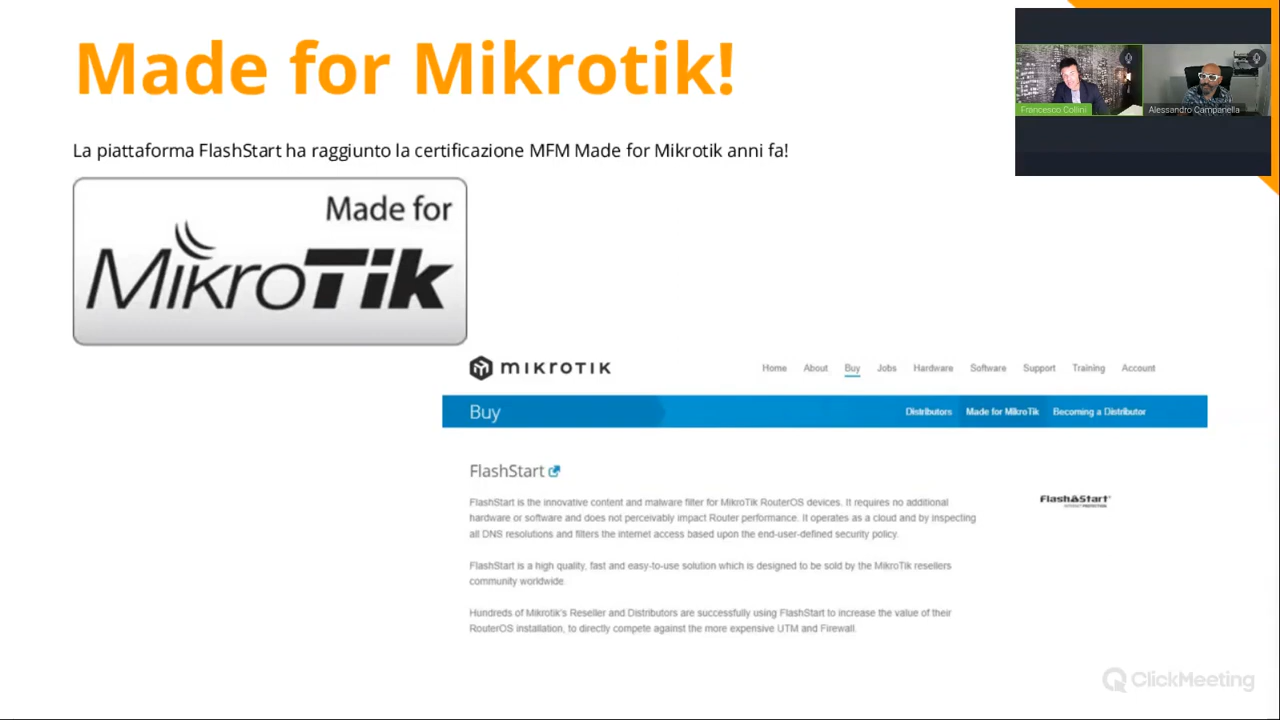 Made for Mikrotik!
Francesco Collini
Alessandro Campanella
La piattaforma FlashStart ha raggiunto la certificazione MFM Made for Mikrotik anni fa!
Made for
MikroTik
MIKROTIK
Home About Buy Jobs Hardware Software Support Training Account
Buy
Distributors Made for MikroTik Becoming a Distributor
FlashStart
FlashStart is the innovative content and malware filter for MikroTik RouterOS devices. It requires no additional
hardware or software and does not perceivably impact Router performance. It operates as a cloud and by inspecting
all DNS resolutions and filters the internet access based upon the end-user-defined security policy.
FlashStart
INTERNET PROTECTION
FlashStart is a high quality, fast and easy-to-use solution which is designed to be sold by the MikroTik resellers
community worldwide.
Hundreds of Mikrotik's Reseller and Distributors are successfully using FlashStart to increase the value of their
RouterOS installation, to directly compete against the more expensive UTM and Firewall.
ClickMeeting